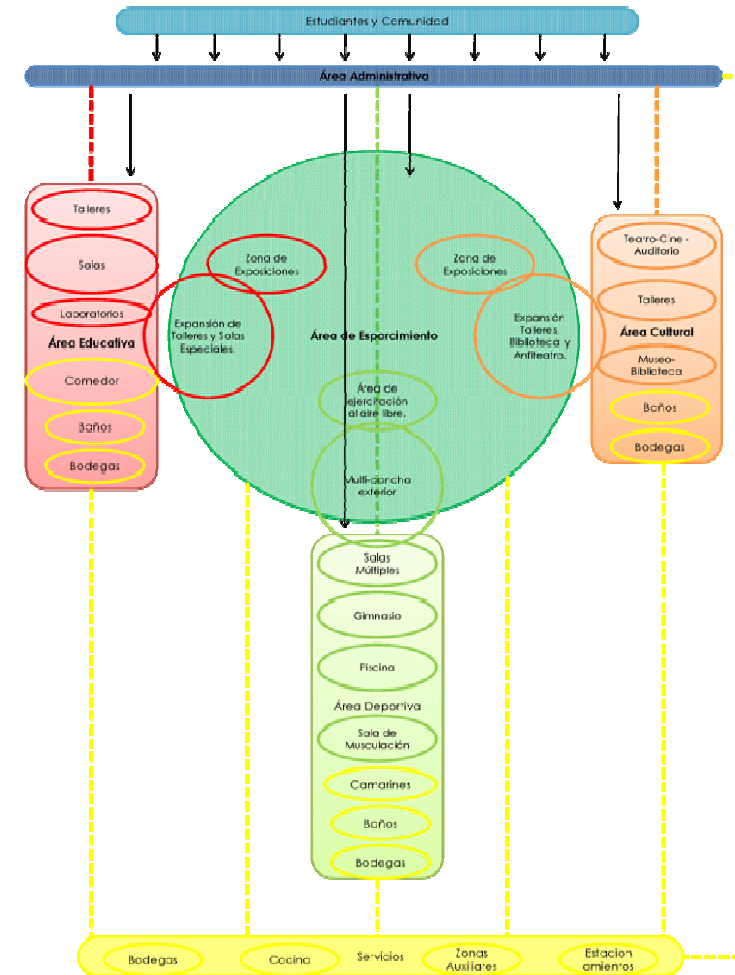 Estudiantes y Comunidad
Área Administrativa
Talleres
Salas
Laboratorios
Área Educativa
Comedor
Baños
Bodegas
Zona de
Exposiciones
Expansión de
Talleres y Salas
Especiales.
Área de Esparcimiento
Zona de
Exposiciones
Expansión
Talleres,
Biblioteca y
Anfiteatro.
Área de
ejercitación
al aire libre.
Multi-cancha
exterior
Teatro-Cine -
Auditorio
Talleres
Área Cultural
Museo-
Biblioteca
Baños
Bodegas
Salas
Múltiples
Gimnasio
Piscina
Área Deportiva
Sala de
Musculación
Camarines
Baños
Bodegas
Bodegas
Cocina
Servicios
Zonas
Auxiliares
Estacion
amientos